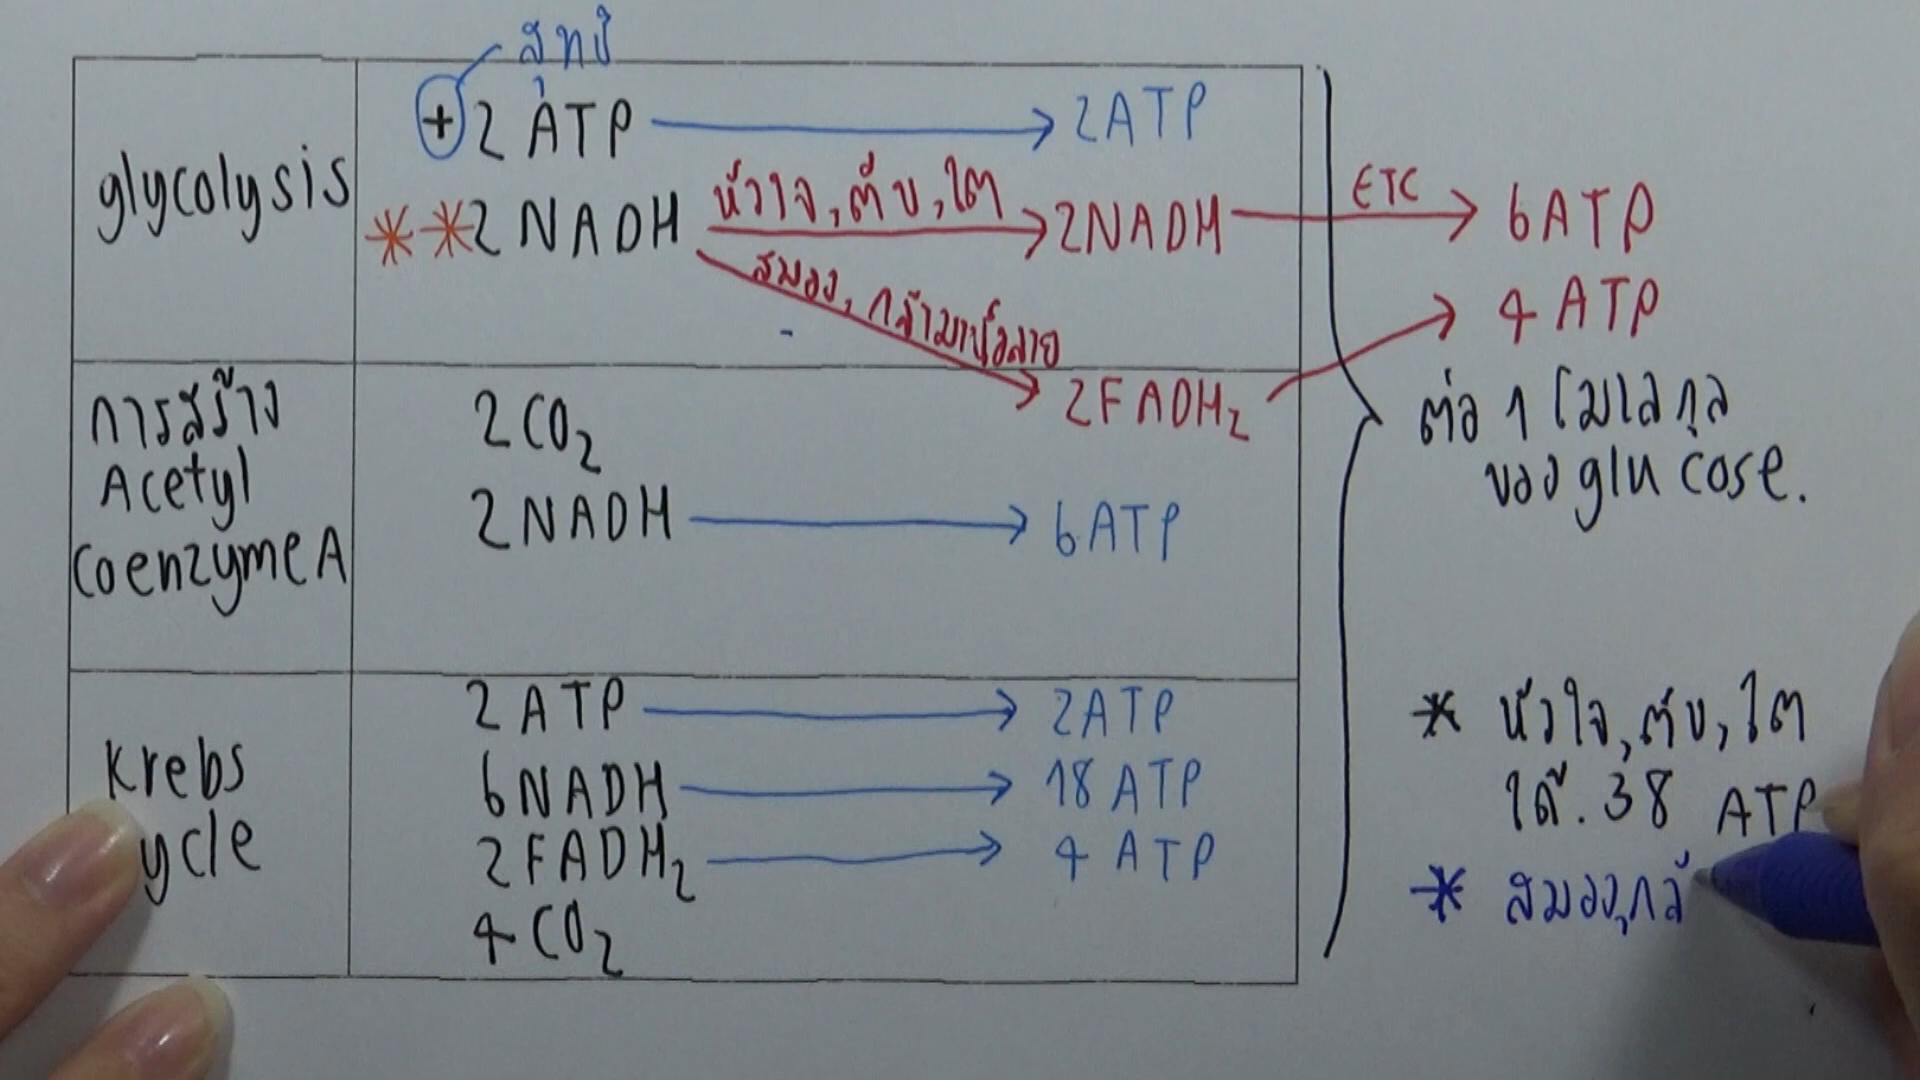 สุทธิ
glycolysis
+ 2 ATP → 2ATP
**2 NADH หัวใจ,ตับ,ไต → 2NADH ETC → 6ATP
สมอง, กล้ามเนื้อลาย → 2FADH2 → 4 ATP
ต่อ 1 โมเลกุล
ของ glucose.
การสร้าง
Acetyl
CoenzymeA
2CO2
2NADH → 6ATP
Krebs
ycle
2 ATP → 2ATP
6NADH → 18 ATP
2FADH2 → 4 ATP
4CO2
* หัวใจ,ตับ,ไต
ได้. 38 ATP
* สมอง,กล้